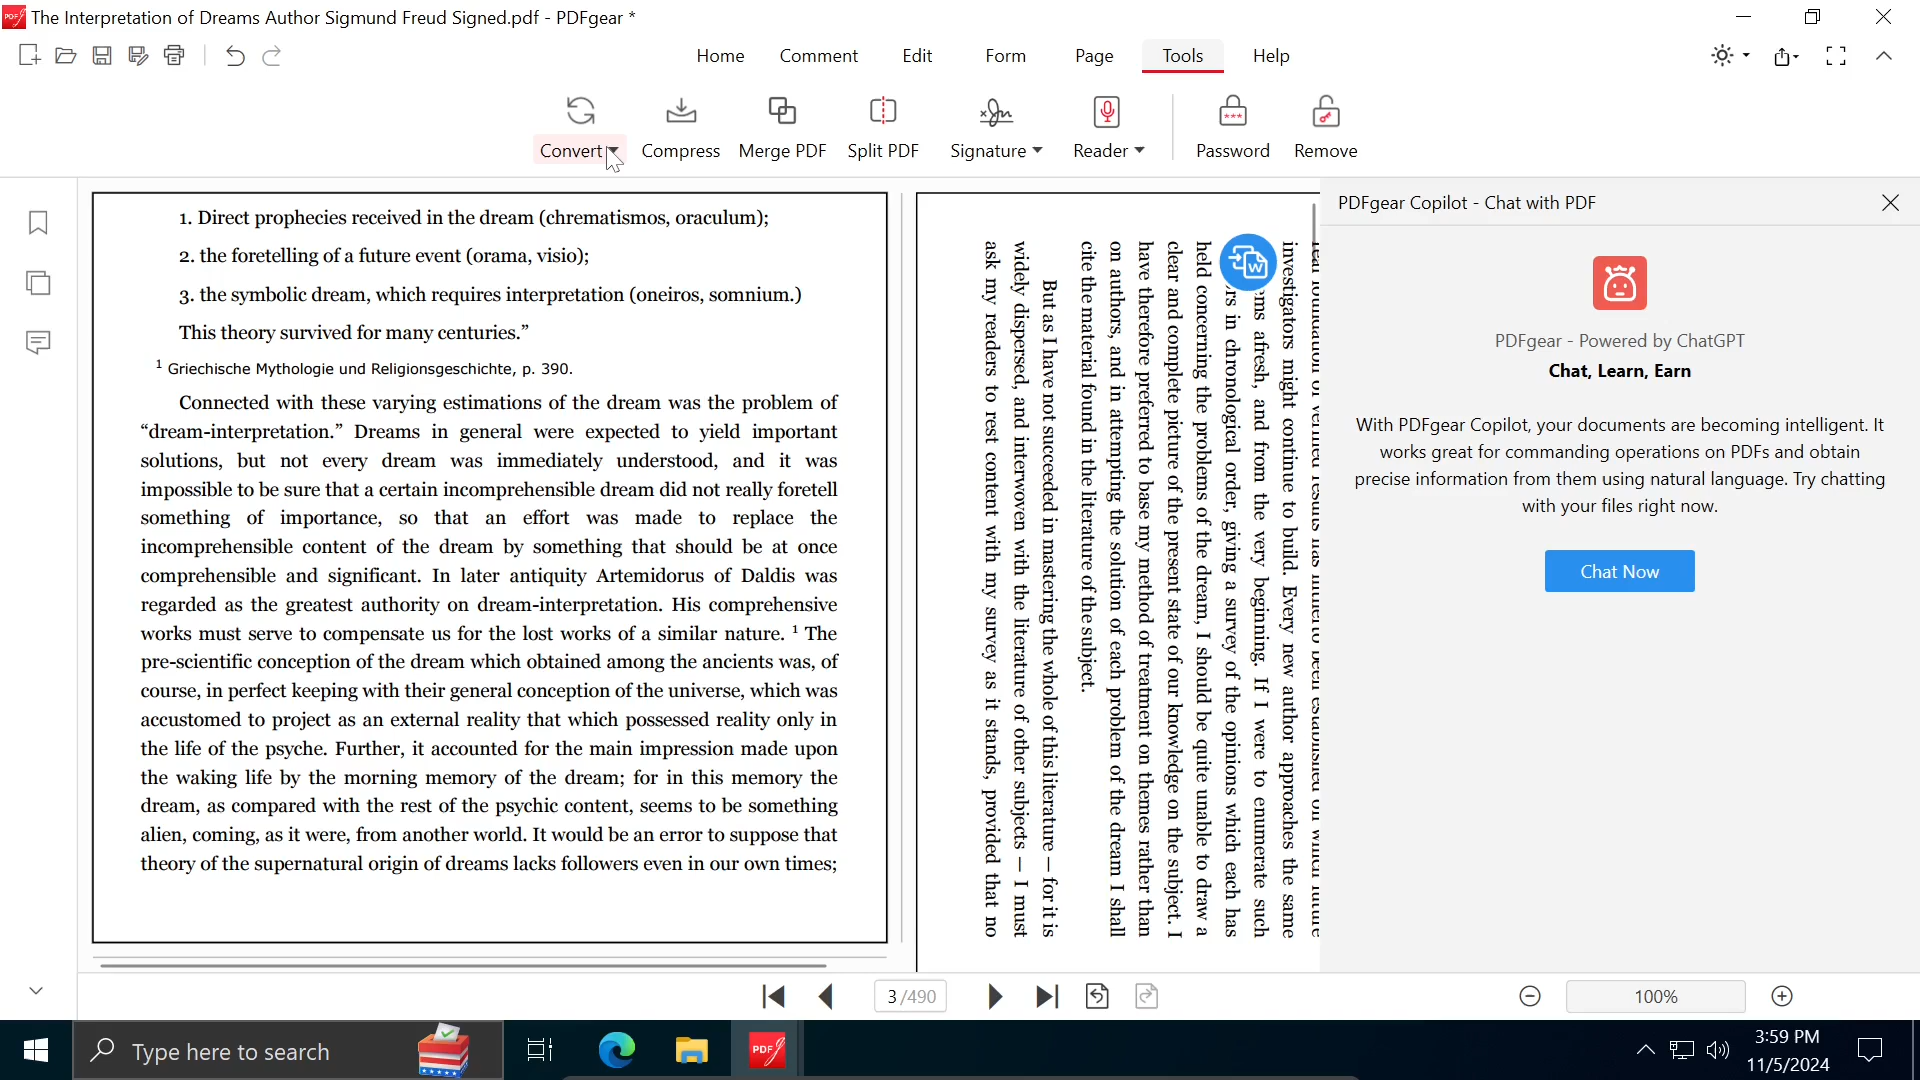 The Interpretation of Dreams Author Sigmund Freud Signed.pdf - PDFgear *
Home
Comment
Edit
Form
Page
Tools
Help
Convert
Compress
Merge PDF
Split PDF
Signature
Reader
Password
Remove
1. Direct prophecies received in the dream (chrematismos, oraculum);
2. the foretelling of a future event (orama, visio);
3. the symbolic dream, which requires interpretation (oneiros, somnium.)
This theory survived for many centuries.”
1 Griechische Mythologie und Religionsgeschichte, p. 390.
Connected with these varying estimations of the dream was the problem of
“dream-interpretation.” Dreams in general were expected to yield important
solutions, but not every dream was immediately understood, and it was
impossible to be sure that a certain incomprehensible dream did not really foretell
something of importance, so that an effort was made to replace the
incomprehensible content of the dream by something that should be at once
comprehensible and significant. In later antiquity Artemidorus of Daldis was
regarded as the greatest authority on dream-interpretation. His comprehensive
works must serve to compensate us for the lost works of a similar nature. 1 The
pre-scientific conception of the dream which obtained among the ancients was, of
course, in perfect keeping with their general conception of the universe, which was
accustomed to project as an external reality that which possessed reality only in
the life of the psyche. Further, it accounted for the main impression made upon
the waking life by the morning memory of the dream; for in this memory the
dream, as compared with the rest of the psychic content, seems to be something
alien, coming, as it were, from another world. It would be an error to suppose that
theory of the supernatural origin of dreams lacks followers even in our own times;
investigators might continue to build. Every new author approaches the same
ems afresh, and from the very beginning. If I were to enumerate such
rs in chronological order, giving a survey of the opinions which each has
held concerning the problems of the dream, I should be quite unable to draw a
clear and complete picture of the present state of our knowledge on the subject. I
have therefore preferred to base my method of treatment on themes rather than
on authors, and in attempting the solution of each problem of the dream I shall
cite the material found in the literature of the subject.
But as I have not succeeded in mastering the whole of this literature — for it is
widely dispersed, and interwoven with the literature of other subjects — I must
ask my readers to rest content with my survey as it stands, provided that no
PDFgear Copilot - Chat with PDF
PDFgear - Powered by ChatGPT
Chat, Learn, Earn
With PDFgear Copilot, your documents are becoming intelligent. It
works great for commanding operations on PDFs and obtain
precise information from them using natural language. Try chatting
with your files right now.
Chat Now
3 /490
100%
Type here to search
PDF
3:59 PM
11/5/2024